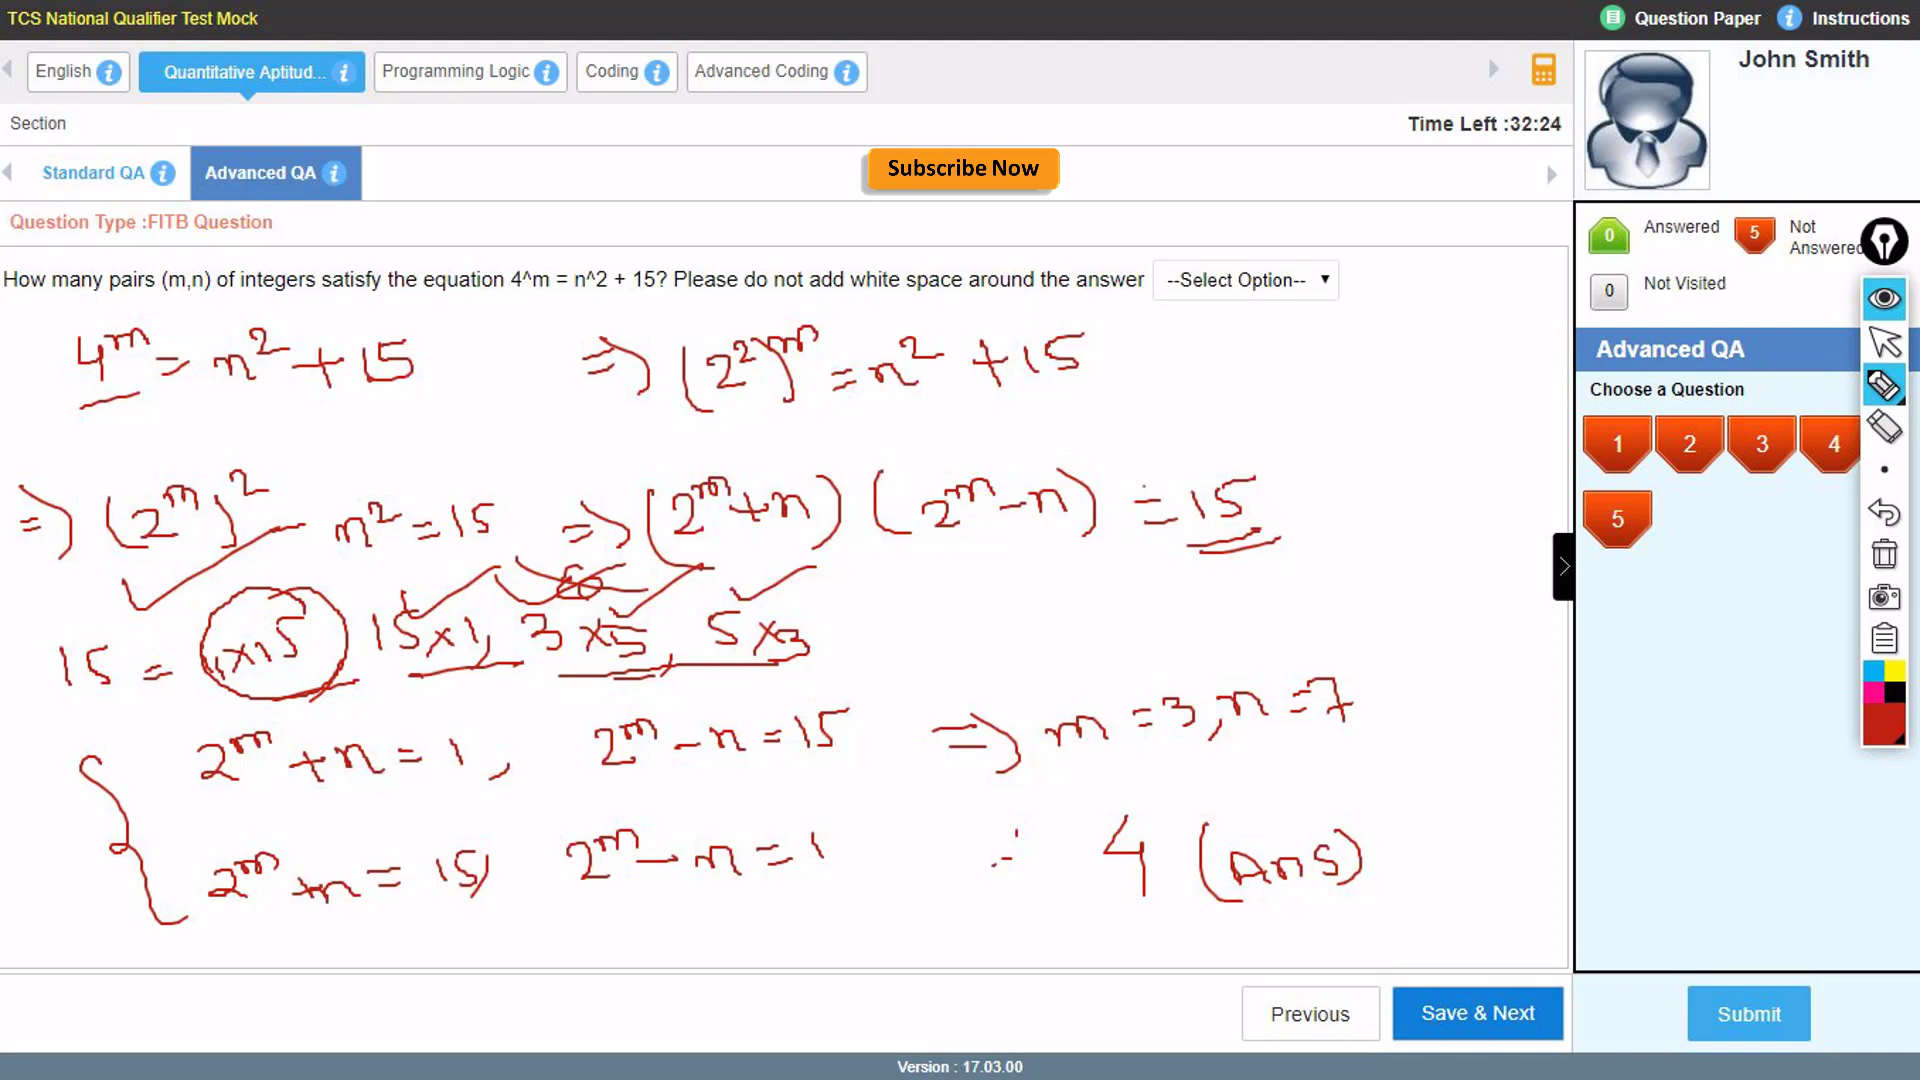 TCS National Qualifier Test Mock
Question Paper
Instructions
English
Quantitative Aptitud...
Programming Logic
Coding
Advanced Coding
John Smith
Section
Time Left :32:24
Standard QA
Advanced QA
Subscribe Now
Question Type :FITB Question
0 Answered
5 Not Answered
0 Not Visited
How many pairs (m,n) of integers satisfy the equation 4^m = n^2 + 15? Please do not add white space around the answer
--Select Option--
Advanced QA
Choose a Question
1 2 3 4
5
4^m = n^2 + 15 ⇒ (2^2)^m = n^2 + 15
⇒ (2^m)^2 n^2 = 15 ⇒ (2^m + n) (2^m - n) = 15
15 = 1×15 15×1, 3×5, 5×3
2^m + n = 1, 2^m - n = 15 ⇒ m = 3, n = 7
2^m + n = 15, 2^m - n = 1 ∴ 4 (Ans)
Previous
Save & Next
Submit
Version : 17.03.00